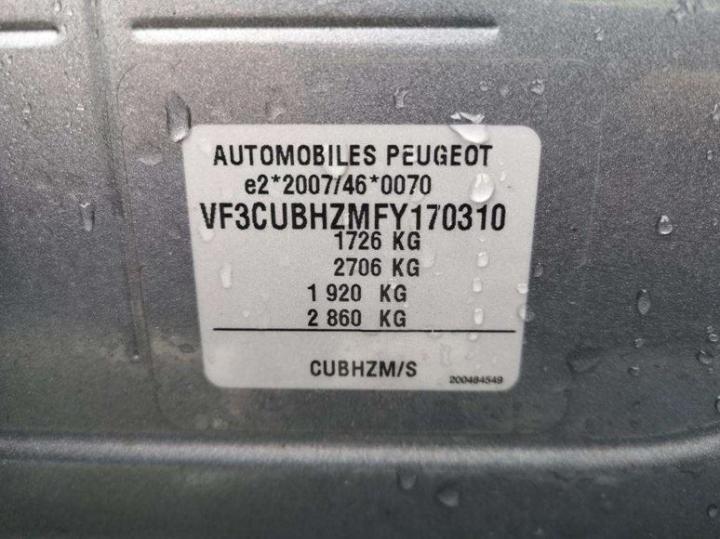 AUTOMOBILES PEUGEOT
e2*2007/46*0070
VF3CUBHZMFY170310
1726 KG
2706 KG
1 920 KG
2 860 KG
CUBHZM/S
200484549